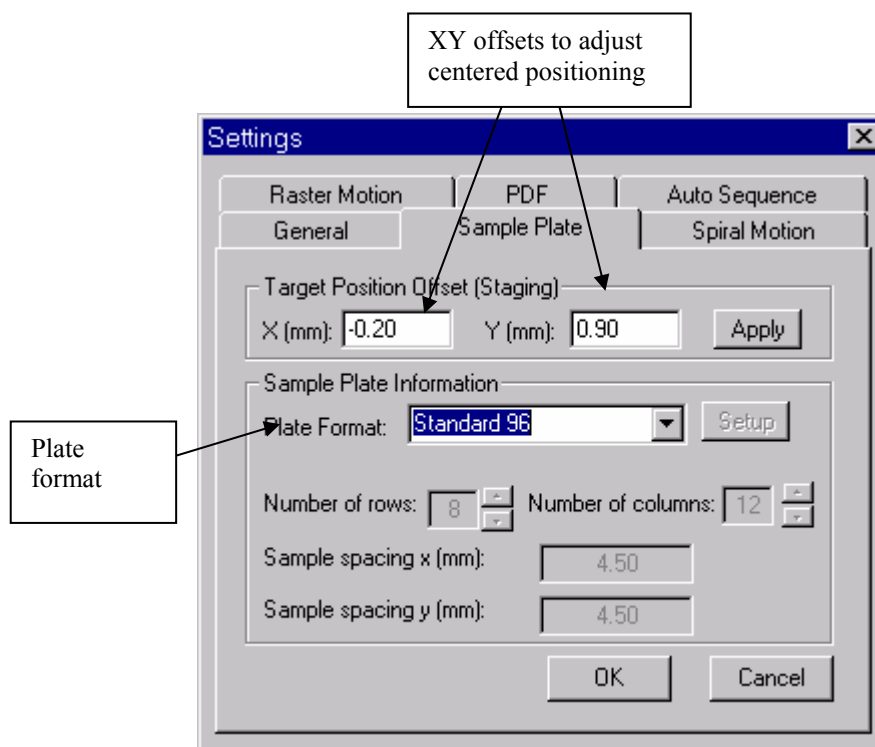 XY offsets to adjust
centered positioning
Settings
Raster Motion PDF Auto Sequence
General Sample Plate Spiral Motion
Target Position Offset (Staging)
X (mm): -0.20 Y (mm): 0.90 Apply
Sample Plate Information
Plate Format: Standard 96 Setup
Plate
format
Number of rows: 8 Number of columns: 12
Sample spacing x (mm): 4.50
Sample spacing y (mm): 4.50
OK Cancel